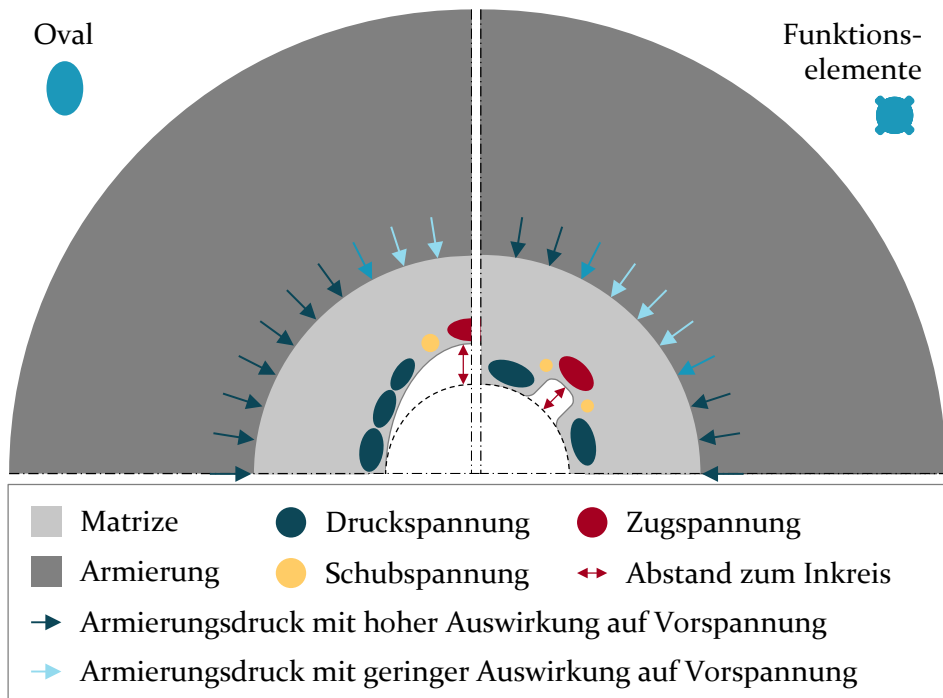 Oval
Funktions-
elemente
Matrize
Druckspannung
Zugspannung
Armierung
Schubspannung
Abstand zum Inkreis
Armierungsdruck mit hoher Auswirkung auf Vorspannung
Armierungsdruck mit geringer Auswirkung auf Vorspannung